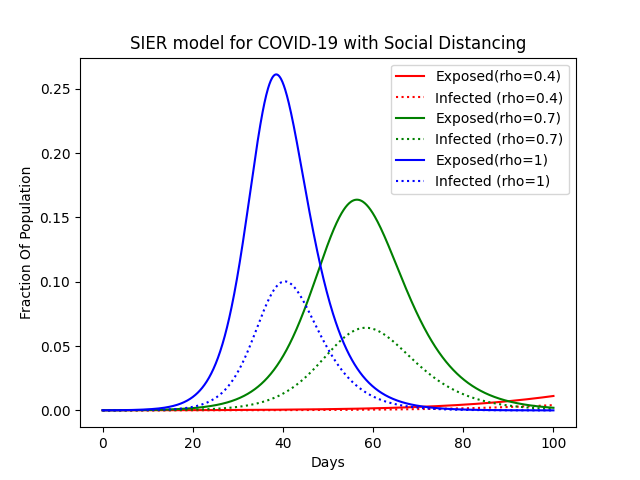 SIER model for COVID-19 with Social Distancing
Exposed(rho=0.4)
Infected (rho=0.4)
Exposed(rho=0.7)
Infected (rho=0.7)
Exposed(rho=1)
Infected (rho=1)
Fraction Of Population
0.25
0.20
0.15
0.10
0.05
0.00
0 20 40 60 80 100
Days